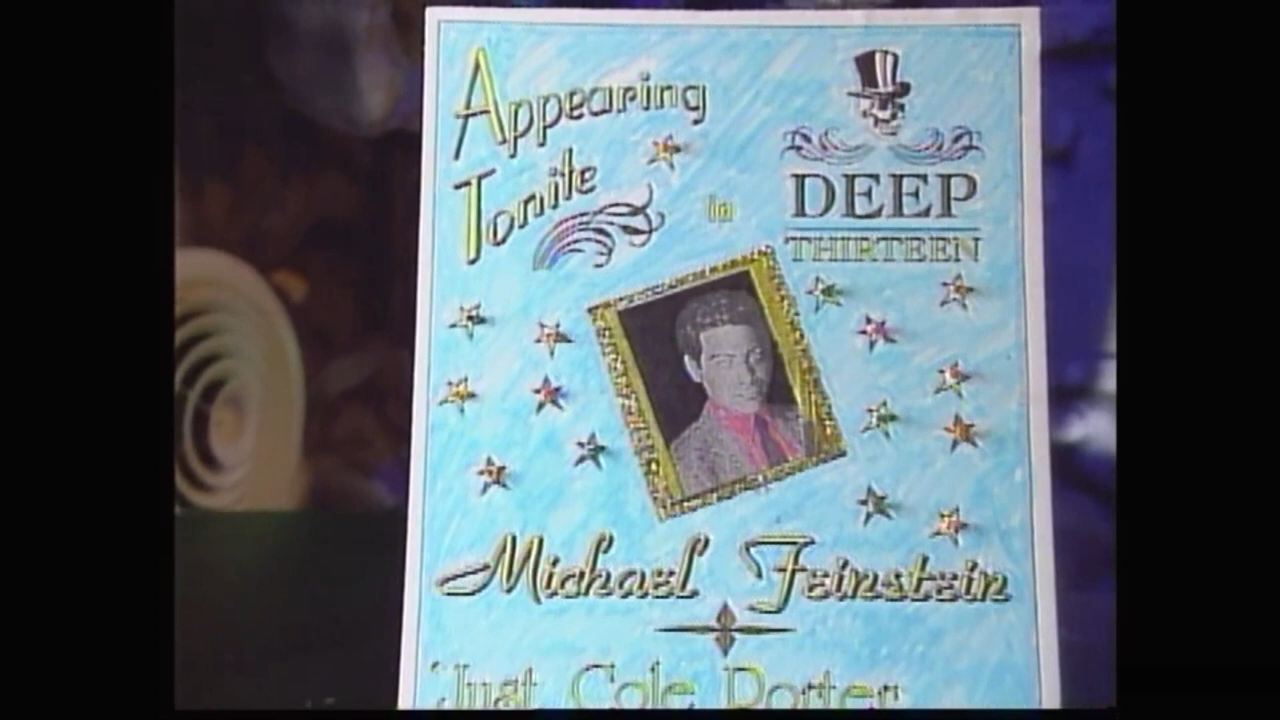 Appearing
Tonite
in
DEEP
THIRTEEN
Michael Feinstein
"Just Cole Porter